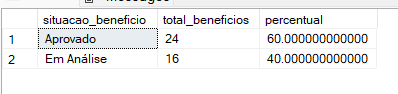 situacao_beneficio total_beneficios percentual
1 Aprovado 24 60.000000000000
2 Em Análise 16 40.000000000000